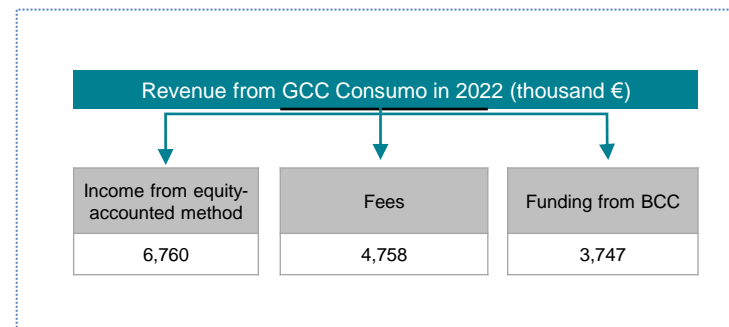 Revenue from GCC Consumo in 2022 (thousand €)
Income from equity-
accounted method
Fees
Funding from BCC
6,760
4,758
3,747